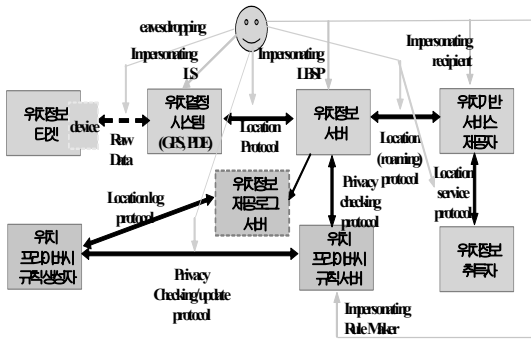 eavesdropping
Impersonating
LS
Impersonating
LBSP
Impersonating
recipient
위치정보
타겟
device
Raw
Data
위치결정
시스템
(GPS, PDE)
Location
Protocol
위치정보
서버
Location
(roaming)
protocol
위치기반
서비스
제공자
Location log
protocol
위치정보
제공로그
서버
Privacy
checking
protocol
Location
service
protocol
위치
프라이버시
규칙생성자
Privacy
Checking/update
protocol
위치
프라이버시
규칙서버
위치정보
취득자
Impersonating
Rule Maker